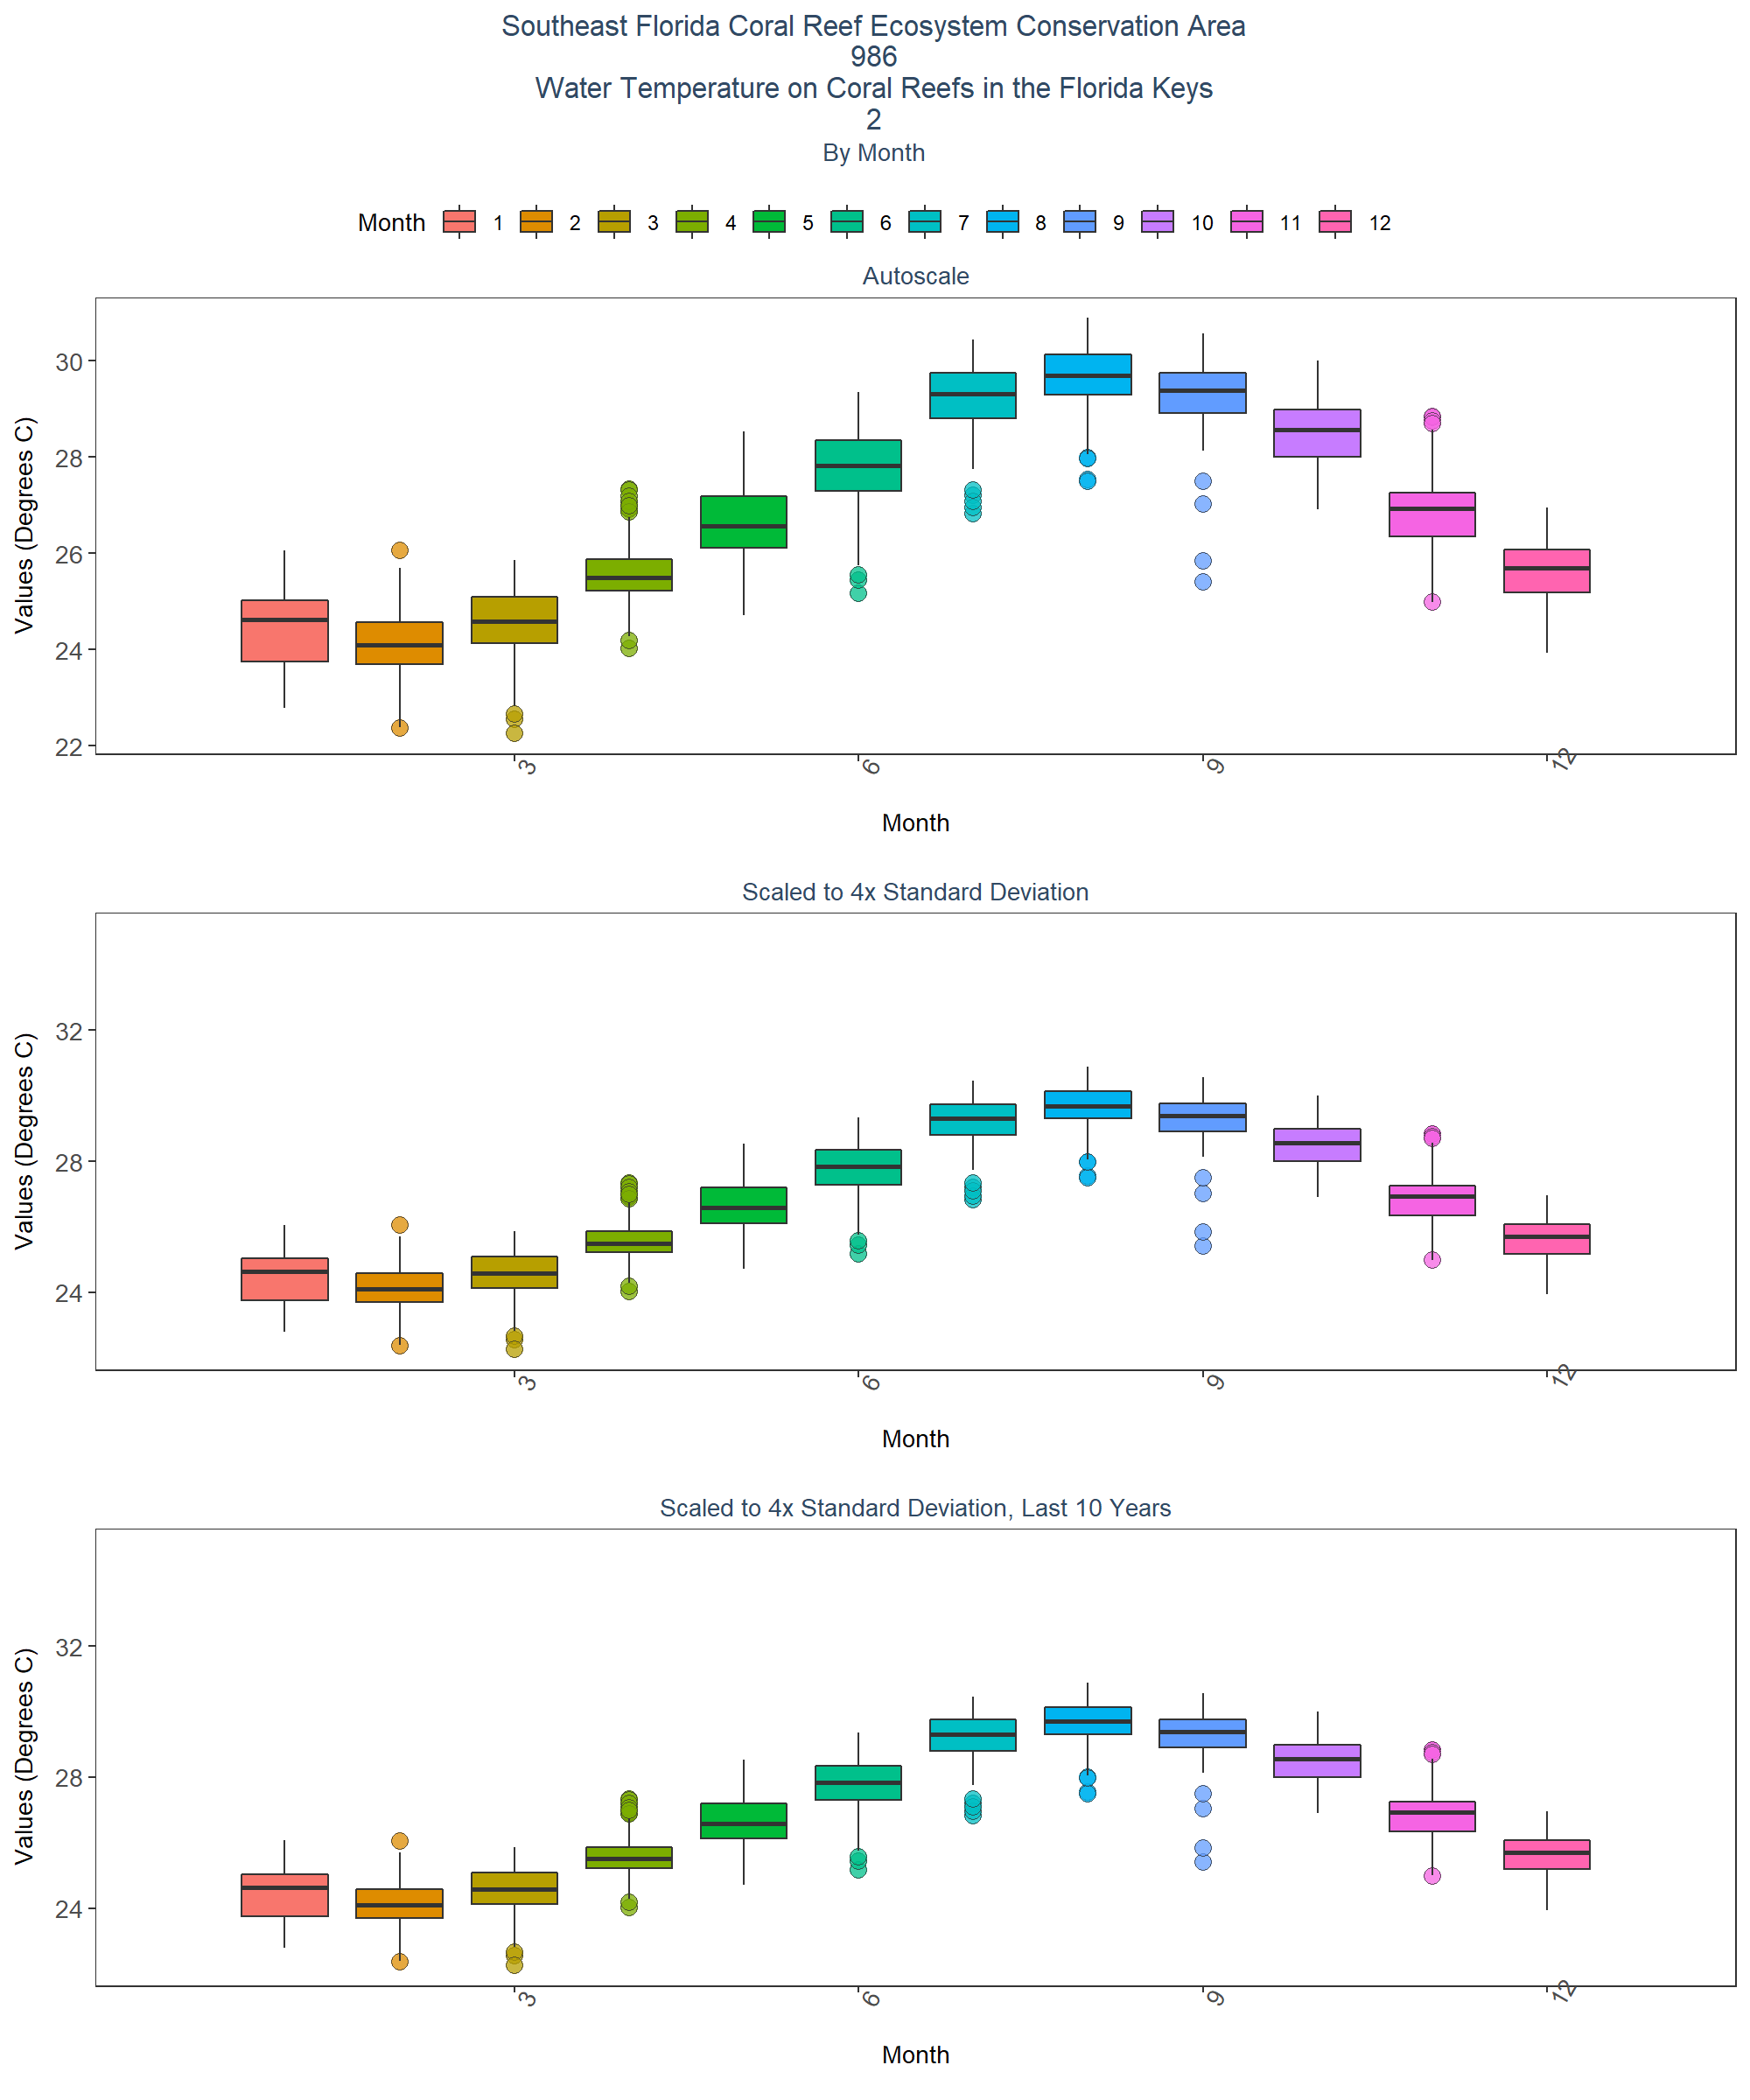 Southeast Florida Coral Reef Ecosystem Conservation Area
986
Water Temperature on Coral Reefs in the Florida Keys
2
By Month
Month 1 2 3 4 5 6 7 8 9 10 11 12
Autoscale
Values (Degrees C)
30
28
26
24
22
3 6 9 12
Month
Scaled to 4x Standard Deviation
Values (Degrees C)
32
28
24
3 6 9 12
Month
Scaled to 4x Standard Deviation, Last 10 Years
Values (Degrees C)
32
28
24
3 6 9 12
Month